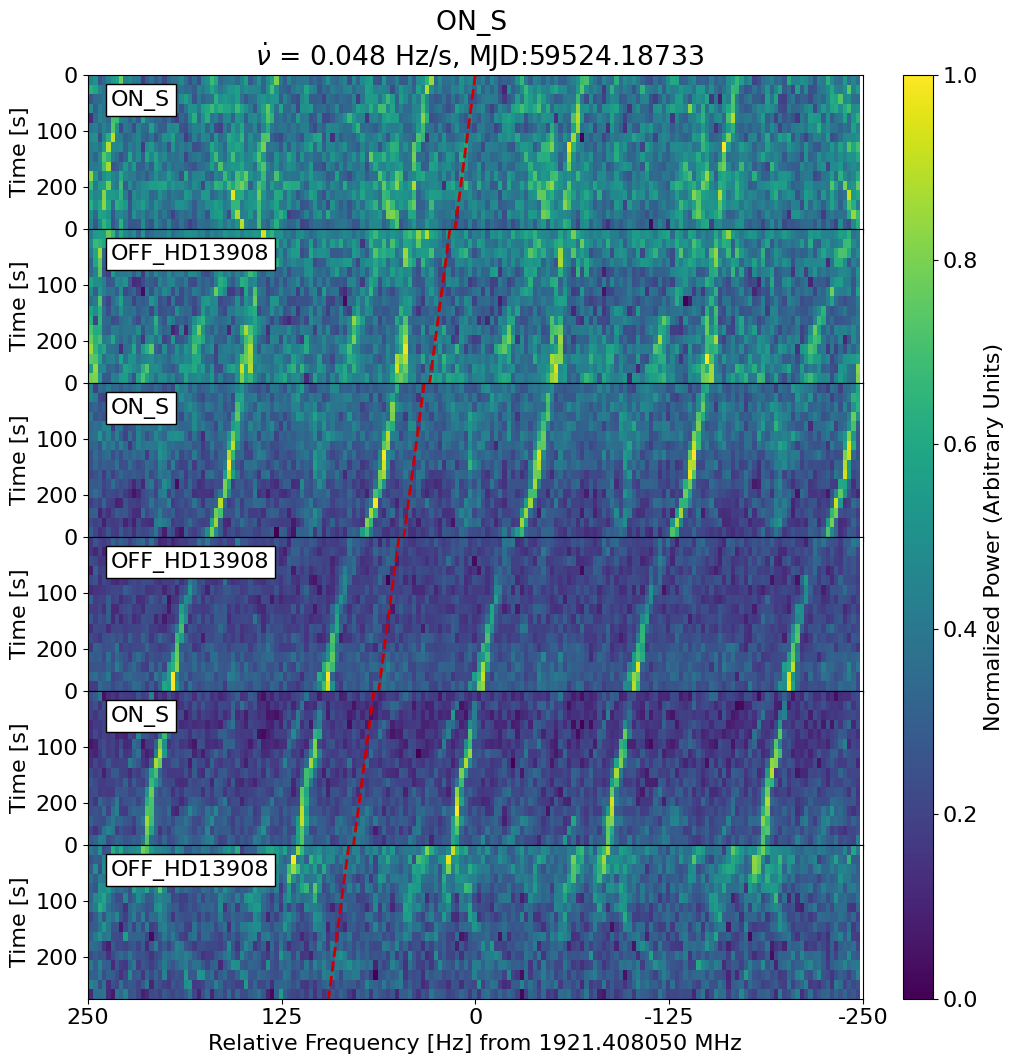 ON_S
ν̇ = 0.048 Hz/s, MJD:59524.18733
0
100
200
Time [s]
ON_S
0
100
200
Time [s]
OFF_HD13908
0
100
200
Time [s]
ON_S
0
100
200
Time [s]
OFF_HD13908
0
100
200
Time [s]
ON_S
0
100
200
Time [s]
OFF_HD13908
250 125 0 -125 -250
Relative Frequency [Hz] from 1921.408050 MHz
1.0
0.8
0.6
0.4
0.2
0.0
Normalized Power (Arbitrary Units)